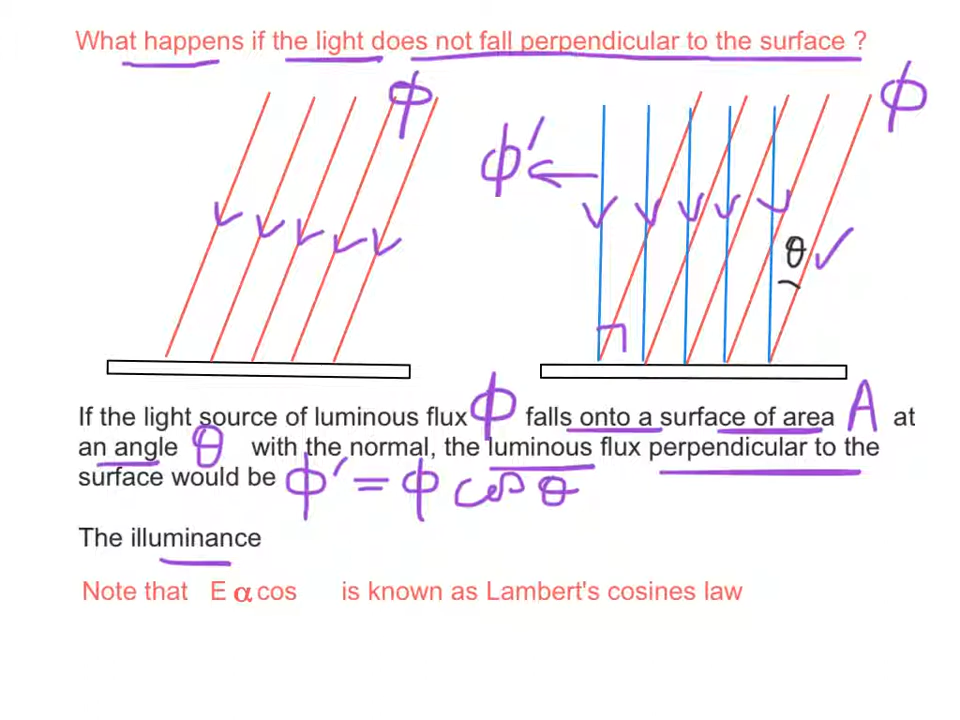 What happens if the light does not fall perpendicular to the surface ?
ϕ
ϕ
ϕ′
θ
If the light source of luminous flux ϕ falls onto a surface of area A at
an angle θ with the normal, the luminous flux perpendicular to the
surface would be ϕ′ = ϕ cos θ
The illuminance
Note that E α cos is known as Lambert's cosines law